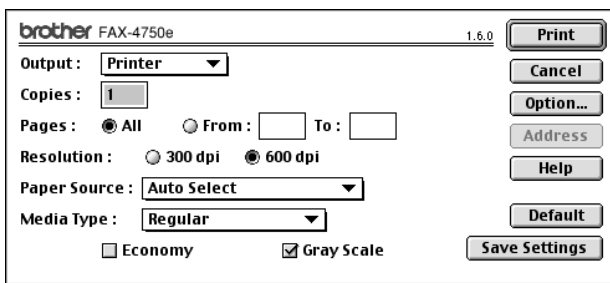 brother FAX-4750e 1.6.0 Print
Output : Printer Cancel
Copies : 1 Option...
Pages : All From : To : Address
Resolution : 300 dpi 600 dpi Help
Paper Source : Auto Select
Media Type : Regular Default
Economy Gray Scale Save Settings